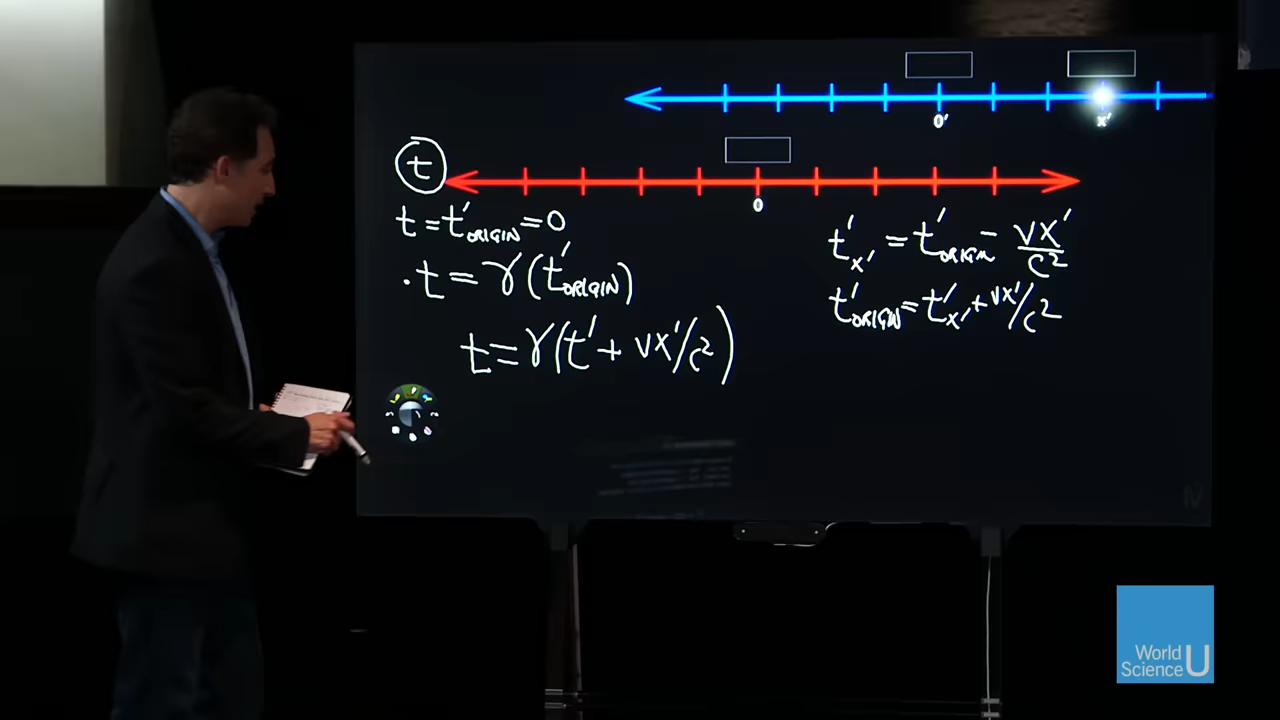 0′
x′
t
0
t = t′ORIGIN = 0
· t = γ(t′ORIGIN)
t = γ(t′ + vx′/c²)
t′x′ = t′ORIGIN - vx′/c²
t′ORIGIN = t′x′ + vx′/c²
World
Science U